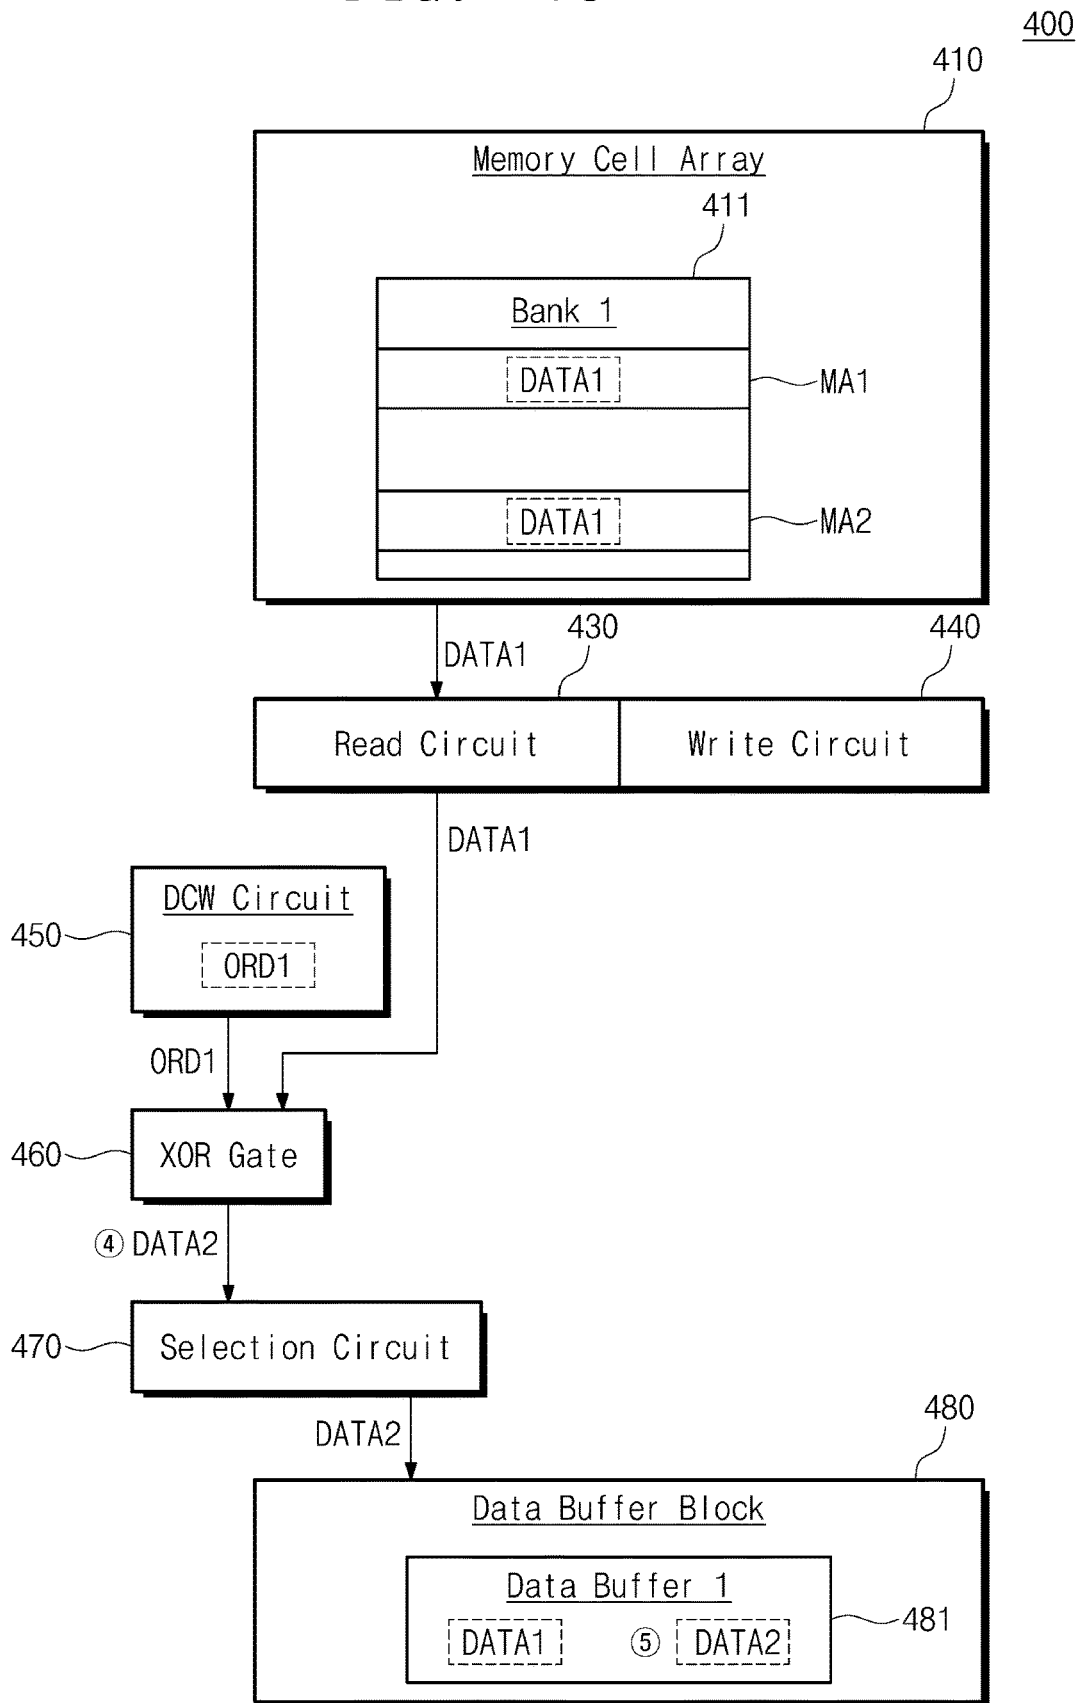 400
410
Memory Cell Array
411
Bank 1
DATA1
MA1
DATA1
MA2
DATA1
430
440
Read Circuit
Write Circuit
DATA1
DCW Circuit
450
ORD1
ORD1
460
XOR Gate
④ DATA2
470
Selection Circuit
DATA2
480
Data Buffer Block
Data Buffer 1
481
DATA1
⑤ DATA2